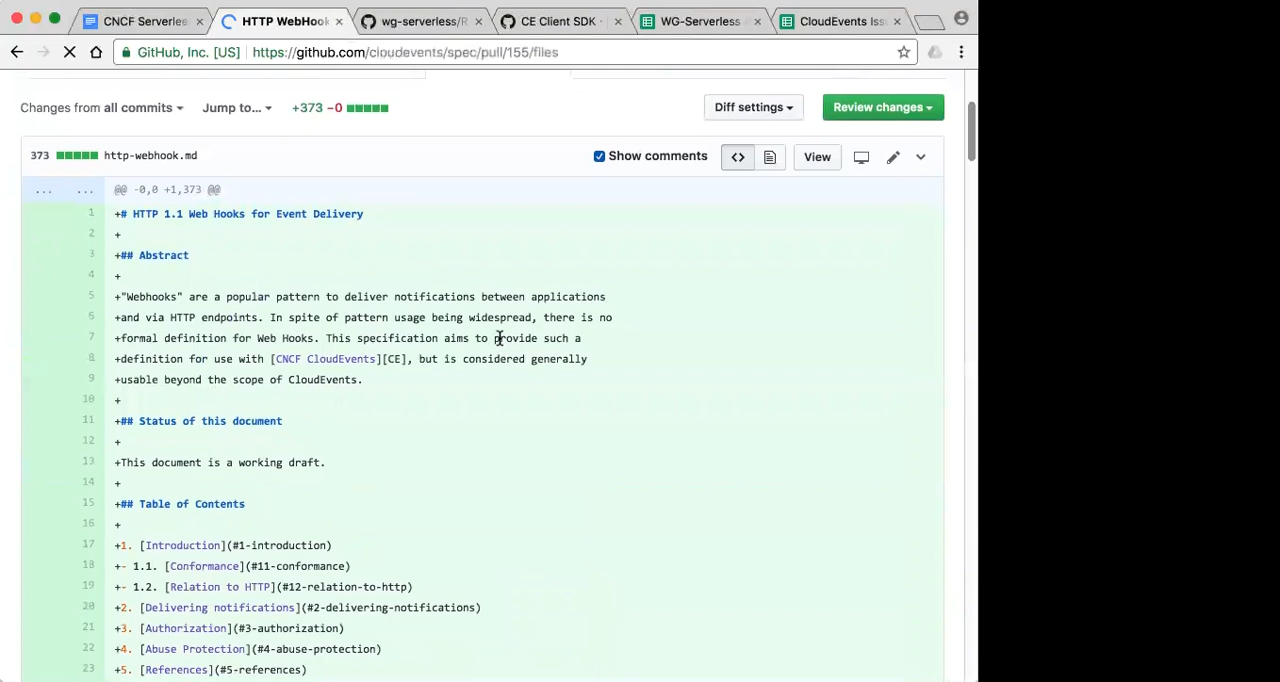 CNCF Serverles
HTTP WebHook
wg-serverless/R
CE Client SDK ·
WG-Serverless
CloudEvents Iss
GitHub, Inc. [US]
https://github.com/cloudevents/spec/pull/155/files
Changes from all commits
Jump to...
+373 −0
Diff settings
Review changes
373
http-webhook.md
Show comments
<>
View
... ... @@ -0,0 +1,373 @@
1 +# HTTP 1.1 Web Hooks for Event Delivery
2 +
3 +## Abstract
4 +
5 +"Webhooks" are a popular pattern to deliver notifications between applications
6 +and via HTTP endpoints. In spite of pattern usage being widespread, there is no
7 +formal definition for Web Hooks. This specification aims to provide such a
8 +definition for use with [CNCF CloudEvents][CE], but is considered generally
9 +usable beyond the scope of CloudEvents.
10 +
11 +## Status of this document
12 +
13 +This document is a working draft.
14 +
15 +## Table of Contents
16 +
17 +1. [Introduction](#1-introduction)
18 +- 1.1. [Conformance](#11-conformance)
19 +- 1.2. [Relation to HTTP](#12-relation-to-http)
20 +2. [Delivering notifications](#2-delivering-notifications)
21 +3. [Authorization](#3-authorization)
22 +4. [Abuse Protection](#4-abuse-protection)
23 +5. [References](#5-references)